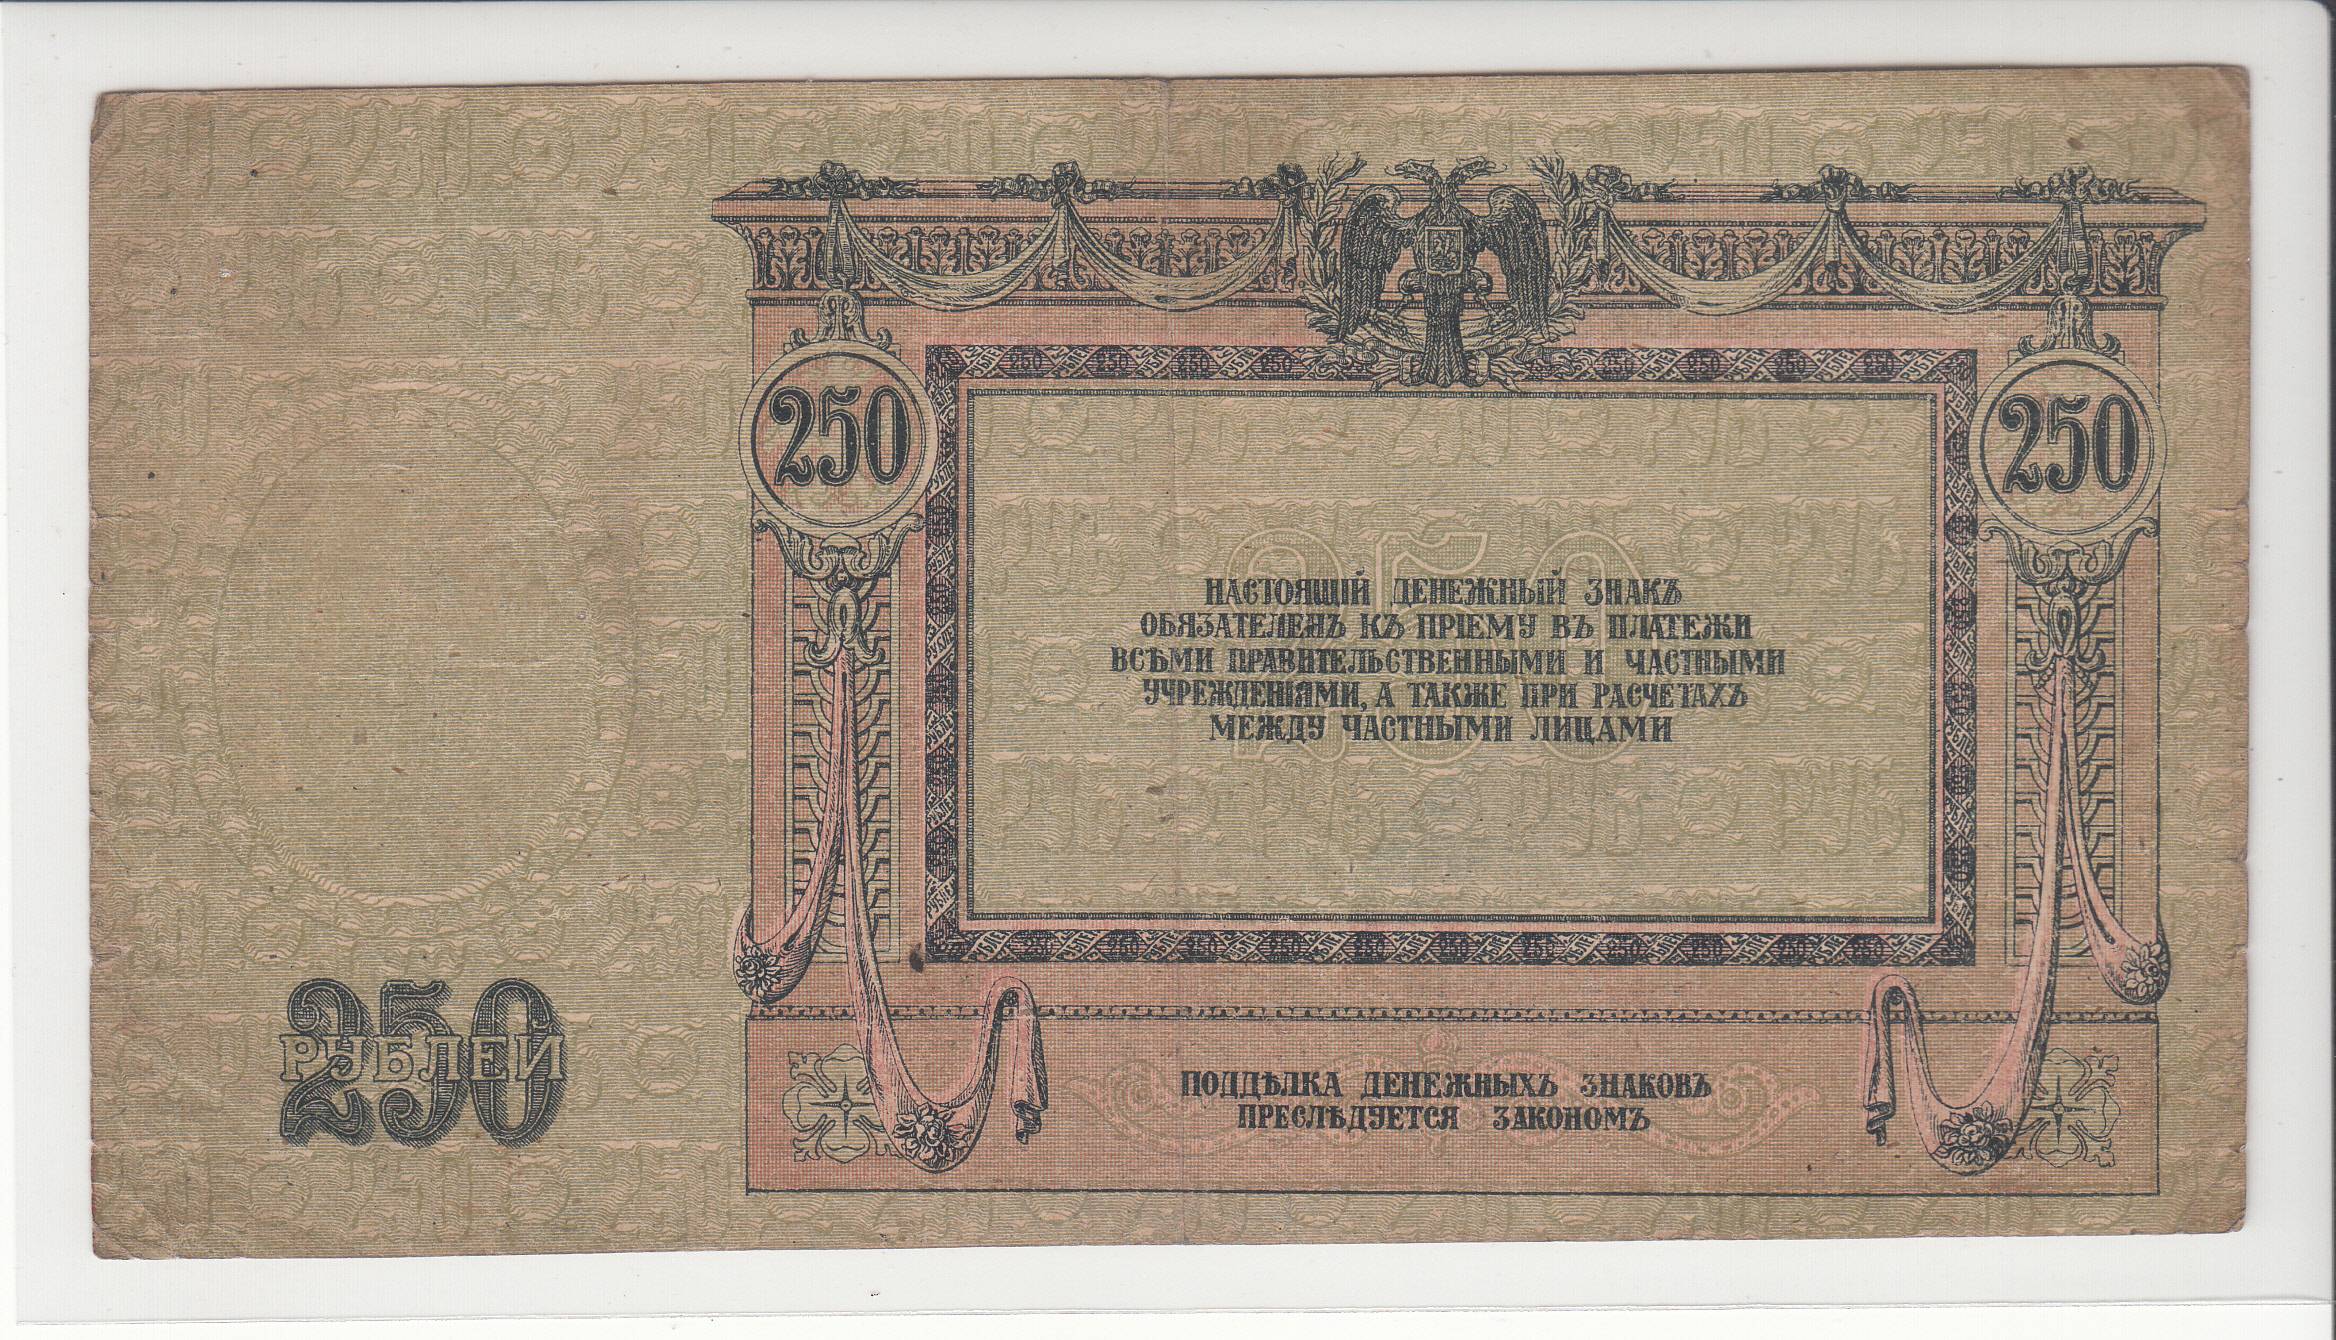 250
250
НАСТОЯЩІЙ ДЕНЕЖНЫЙ ЗНАКЪ
ОБЯЗАТЕЛЕНЪ КЪ ПРІЕМУ ВЪ ПЛАТЕЖИ
ВСѢМИ ПРАВИТЕЛЬСТВЕННЫМИ И ЧАСТНЫМИ
УЧРЕЖДЕНІЯМИ, А ТАКЖЕ ПРИ РАСЧЕТАХЪ
МЕЖДУ ЧАСТНЫМИ ЛИЦАМИ
250
250
РУБЛЕЙ
ПОДДѢЛКА ДЕНЕЖНЫХЪ ЗНАКОВЪ
ПРЕСЛѢДУЕТСЯ ЗАКОНОМЪ